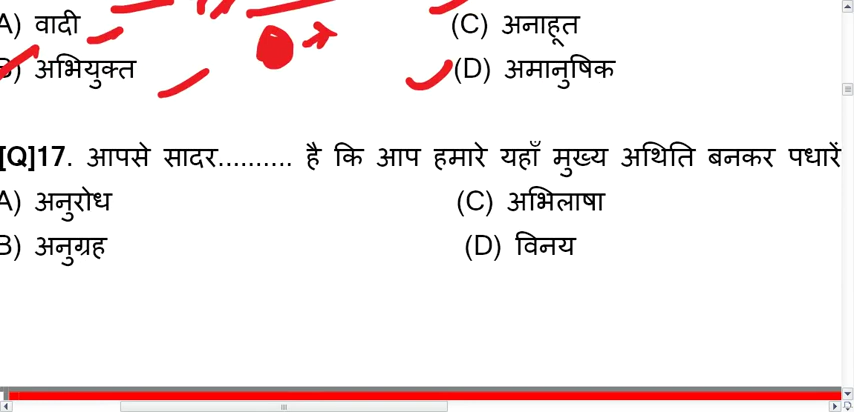 A) वादी (C) अनाहूत
B) अभियुक्त (D) अमानुषिक
[Q]17. आपसे सादर.......... है कि आप हमारे यहाँ मुख्य अथिति बनकर पधारें
A) अनुरोध (C) अभिलाषा
B) अनुग्रह (D) विनय